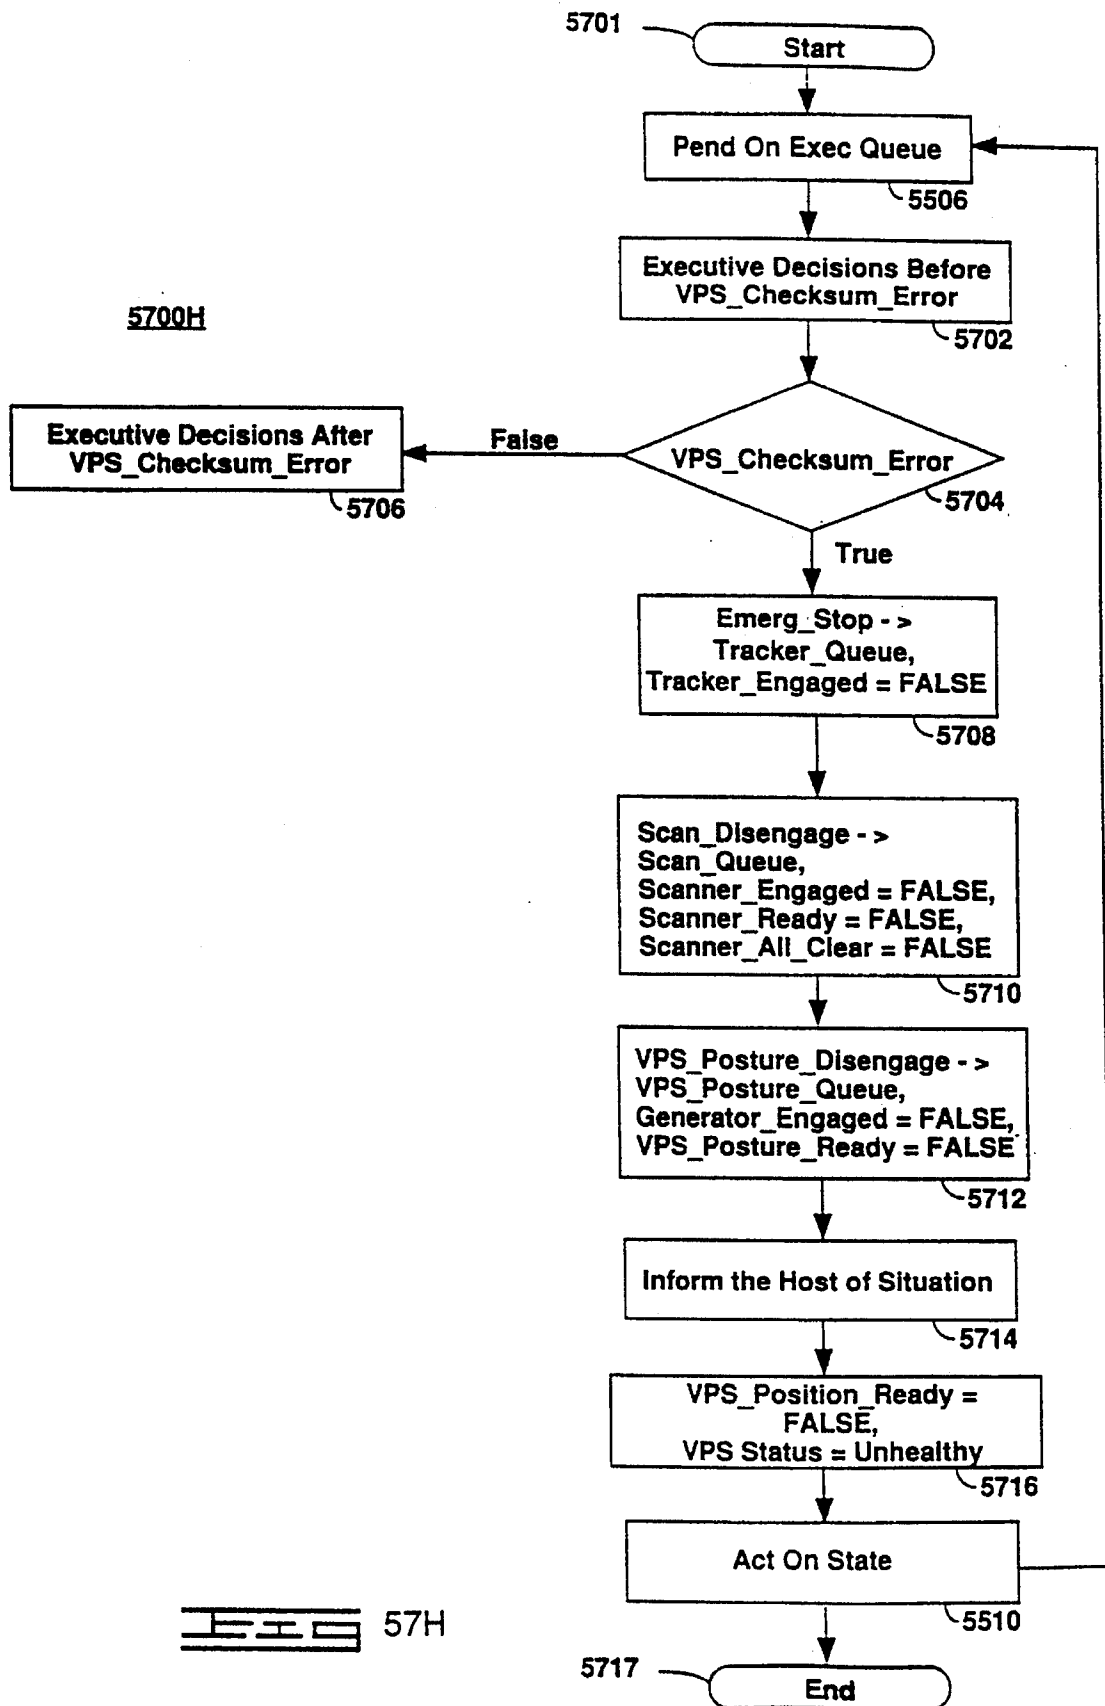 5701
Start
Pend On Exec Queue
5506
Executive Decisions Before
VPS_Checksum_Error
5702
5700H
Executive Decisions After
VPS_Checksum_Error
5706
False
VPS_Checksum_Error
5704
True
Emerg_Stop - >
Tracker_Queue,
Tracker_Engaged = FALSE
5708
Scan_Disengage - >
Scan_Queue,
Scanner_Engaged = FALSE,
Scanner_Ready = FALSE,
Scanner_All_Clear = FALSE
5710
VPS_Posture_Disengage - >
VPS_Posture_Queue,
Generator_Engaged = FALSE,
VPS_Posture_Ready = FALSE
5712
Inform the Host of Situation
5714
VPS_Position_Ready =
FALSE,
VPS Status = Unhealthy
5716
Act On State
5510
FIG 57H
5717
End